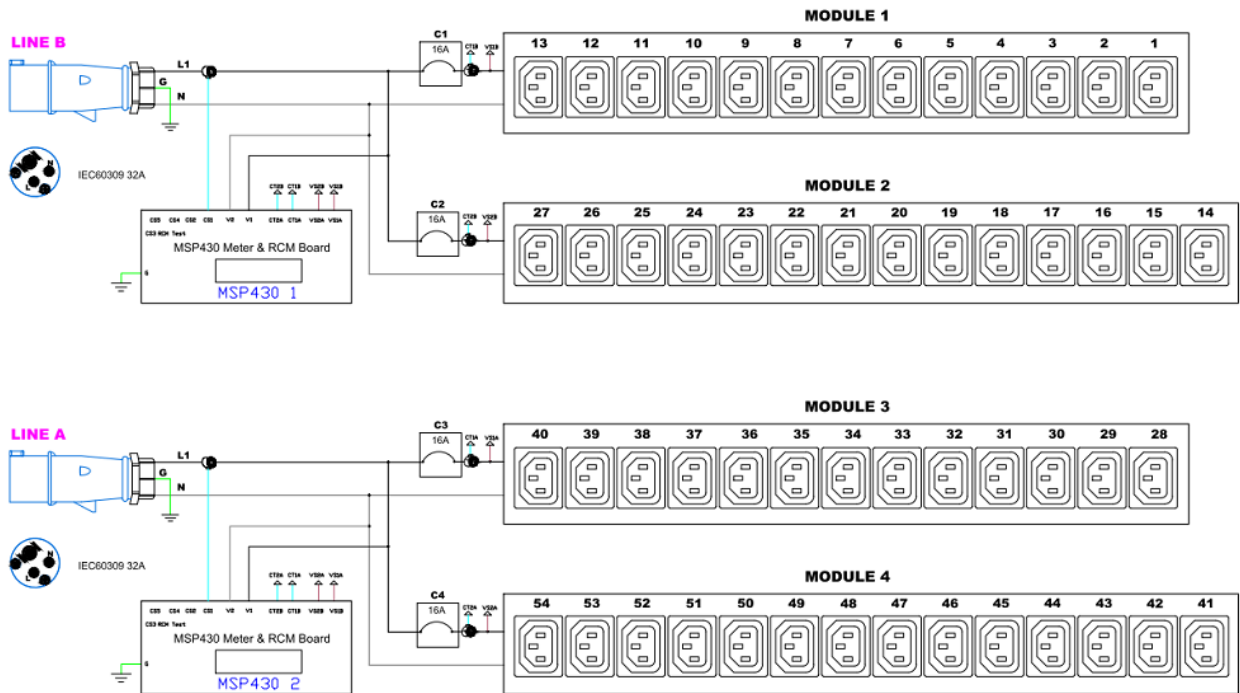 MODULE 1
LINE B
C1
16A
CT1B VS1B
13 12 11 10 9 8 7 6 5 4 3 2 1
L1
G
N
IEC60309 32A
MODULE 2
C2
16A
CT2B VS2B
27 26 25 24 23 22 21 20 19 18 17 16 15 14
CT2B CT1B VS2B VS1B
CS5 CS4 CS2 CS1 V2 V1 CT2A CT1A VS2A VS1A
CS3 RCM Test
MSP430 Meter & RCM Board
G
MSP430 1
MODULE 3
LINE A
C3
16A
CT1A VS1A
40 39 38 37 36 35 34 33 32 31 30 29 28
L1
G
N
IEC60309 32A
MODULE 4
C4
16A
CT2A VS2A
54 53 52 51 50 49 48 47 46 45 44 43 42 41
CT2A CT1A VS2A VS1A
CS5 CS4 CS2 CS1 V2 V1 CT2B CT1B VS2B VS1B
CS3 RCM Test
MSP430 Meter & RCM Board
G
MSP430 2